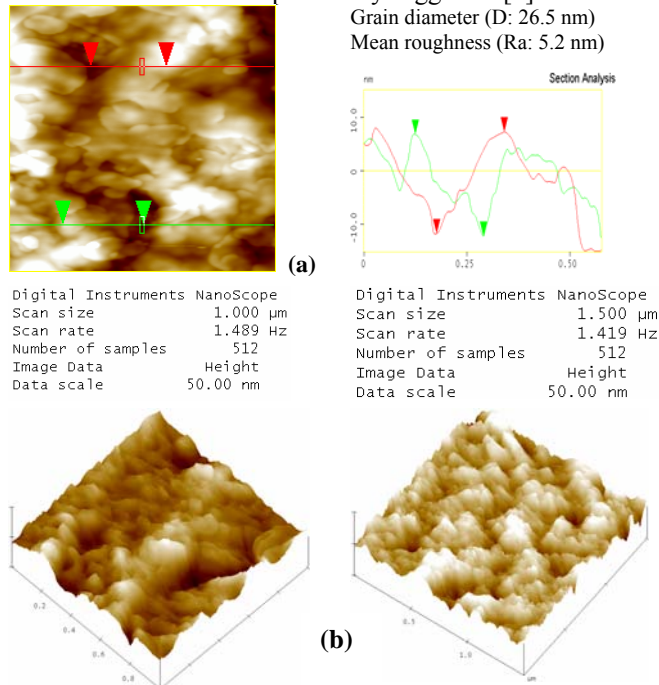 Grain diameter (D: 26.5 nm)
Mean roughness (Ra: 5.2 nm)
nm
Section Analysis
10.0
0
-10.0
0
0.25
0.50
(a)
Digital Instruments NanoScope
Scan size 1.000 µm
Scan rate 1.489 Hz
Number of samples 512
Image Data Height
Data scale 50.00 nm
Digital Instruments NanoScope
Scan size 1.500 µm
Scan rate 1.419 Hz
Number of samples 512
Image Data Height
Data scale 50.00 nm
0.2
0.4
0.6
0.8
(b)
0.5
1.0
µm